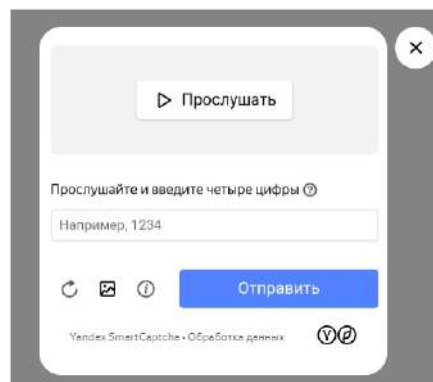 Прослушать
Прослушайте и введите четыре цифры
Например, 1234
Отправить
Yandex SmartCaptcha • Обработка данных